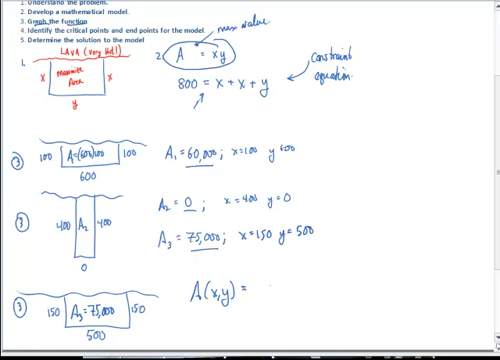 1. Understand the problem.
2. Develop a mathematical model.
3. Graph the function
4. Identify the critical points and end points for the model.
5. Determine the solution to the model
max value
1.
LAVA (Very Hot)
x
Maximize
Area
x
y
2.
A = xy
800 = x + x + y
constraint
equation
3
100
A=(600)100
100
600
A₁ = 60,000; x=100 y 600
3
400
A₂
400
0
A₂ = 0 ; x = 400 y = 0
A₃ = 75,000; x = 150 y = 500
3
150
A₃ = 75,000
150
500
A(x,y) =